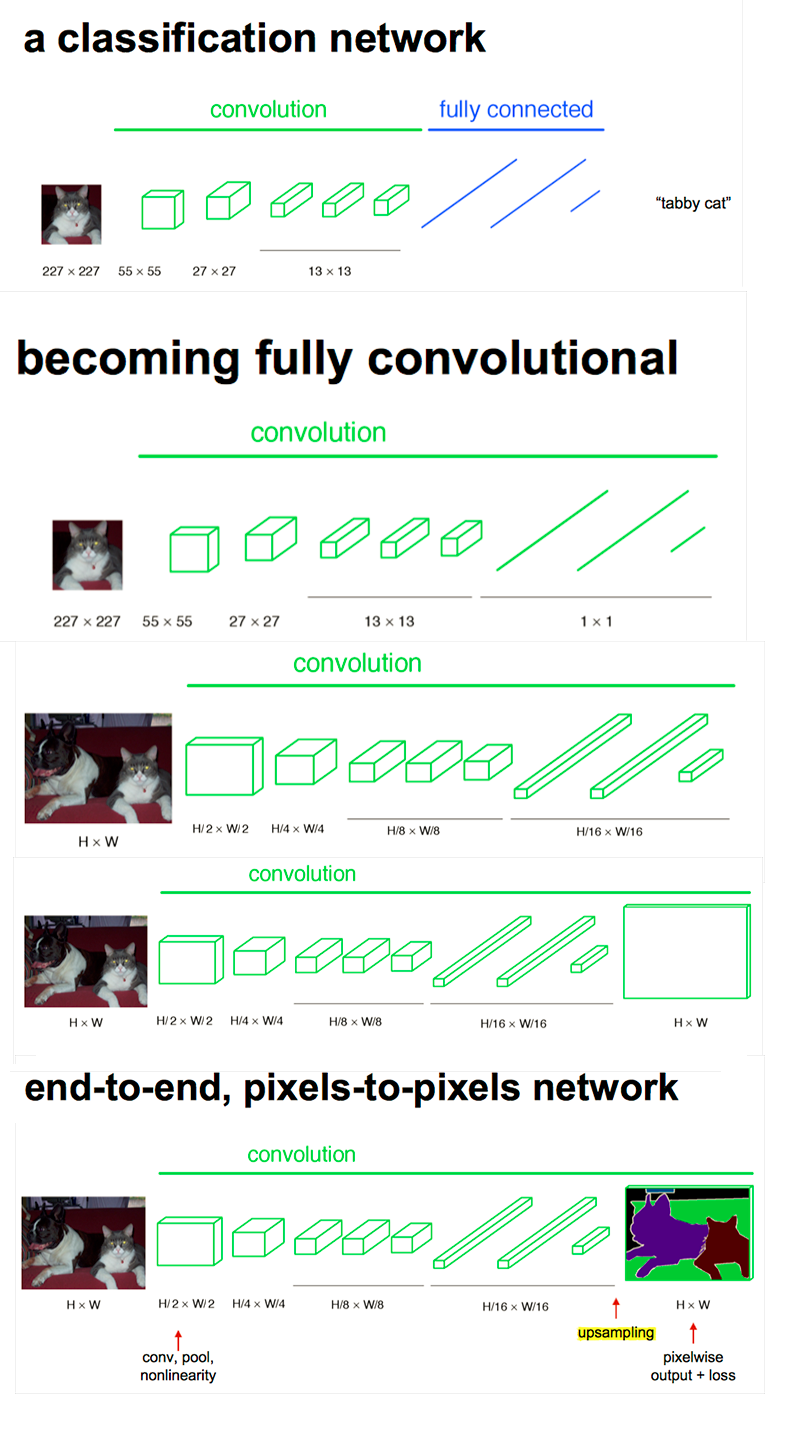 a classification network
convolution
fully connected
“tabby cat”
227 × 227
55 × 55
27 × 27
13 × 13
becoming fully convolutional
convolution
227 × 227
55 × 55
27 × 27
13 × 13
1 × 1
convolution
H × W
H/2 × W/2
H/4 × W/4
H/8 × W/8
H/16 × W/16
convolution
H × W
H/2 × W/2
H/4 × W/4
H/8 × W/8
H/16 × W/16
H × W
end-to-end, pixels-to-pixels network
convolution
H × W
H/2 × W/2
H/4 × W/4
H/8 × W/8
H/16 × W/16
H × W
upsampling
conv, pool,
nonlinearity
pixelwise
output + loss